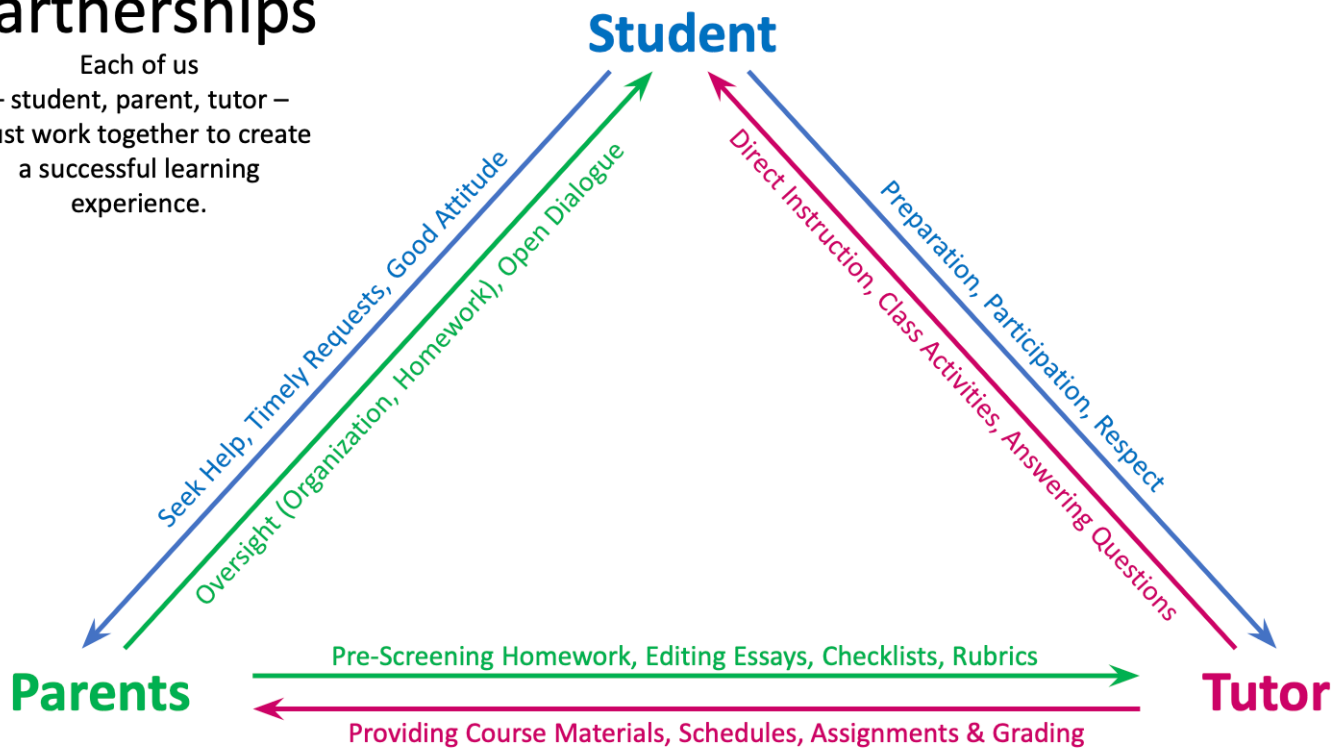 artnerships
Each of us
- student, parent, tutor –
ust work together to create
a successful learning
experience.
Student
Seek Help, Timely Requests, Good Attitude
Oversight (Organization, Homework), Open Dialogue
Direct Instruction, Class Activities, Answering Questions
Preparation, Participation, Respect
Parents
Pre-Screening Homework, Editing Essays, Checklists, Rubrics
Providing Course Materials, Schedules, Assignments & Grading
Tutor